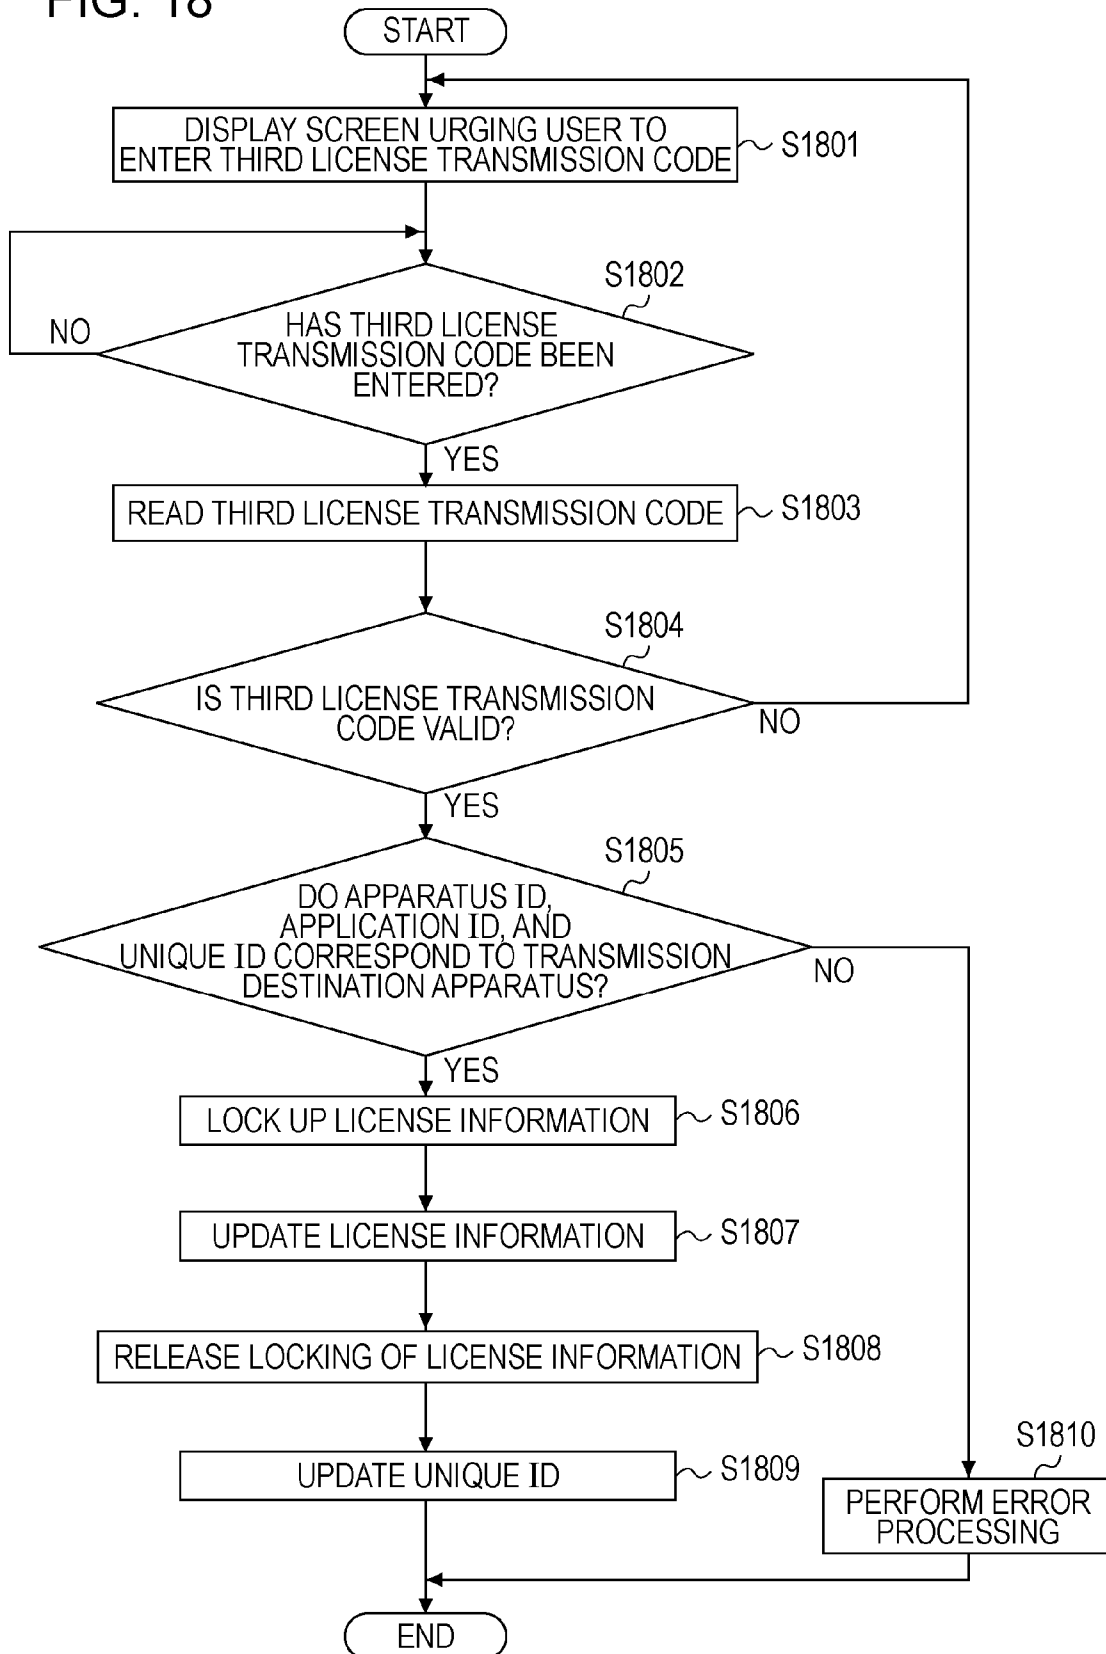 FIG. 18
START
DISPLAY SCREEN URGING USER TO
ENTER THIRD LICENSE TRANSMISSION CODE
S1801
S1802
HAS THIRD LICENSE
TRANSMISSION CODE BEEN
ENTERED?
NO
YES
READ THIRD LICENSE TRANSMISSION CODE
S1803
S1804
IS THIRD LICENSE TRANSMISSION
CODE VALID?
NO
YES
S1805
DO APPARATUS ID,
APPLICATION ID, AND
UNIQUE ID CORRESPOND TO TRANSMISSION
DESTINATION APPARATUS?
NO
YES
LOCK UP LICENSE INFORMATION
S1806
UPDATE LICENSE INFORMATION
S1807
RELEASE LOCKING OF LICENSE INFORMATION
S1808
UPDATE UNIQUE ID
S1809
S1810
PERFORM ERROR
PROCESSING
END